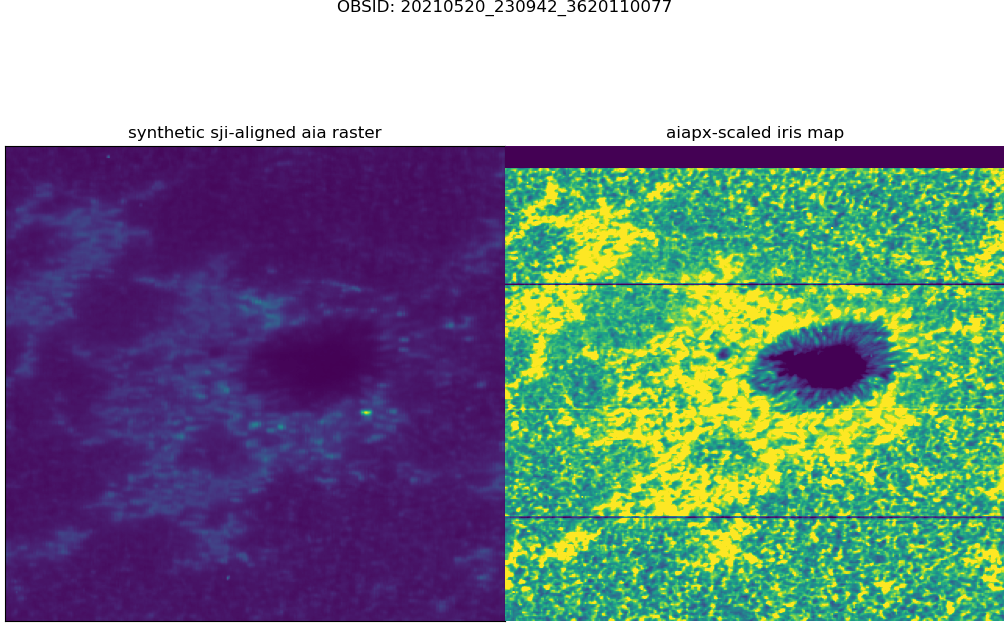 OBSID: 20210520_230942_3620110077
synthetic sji-aligned aia raster
aiapx-scaled iris map